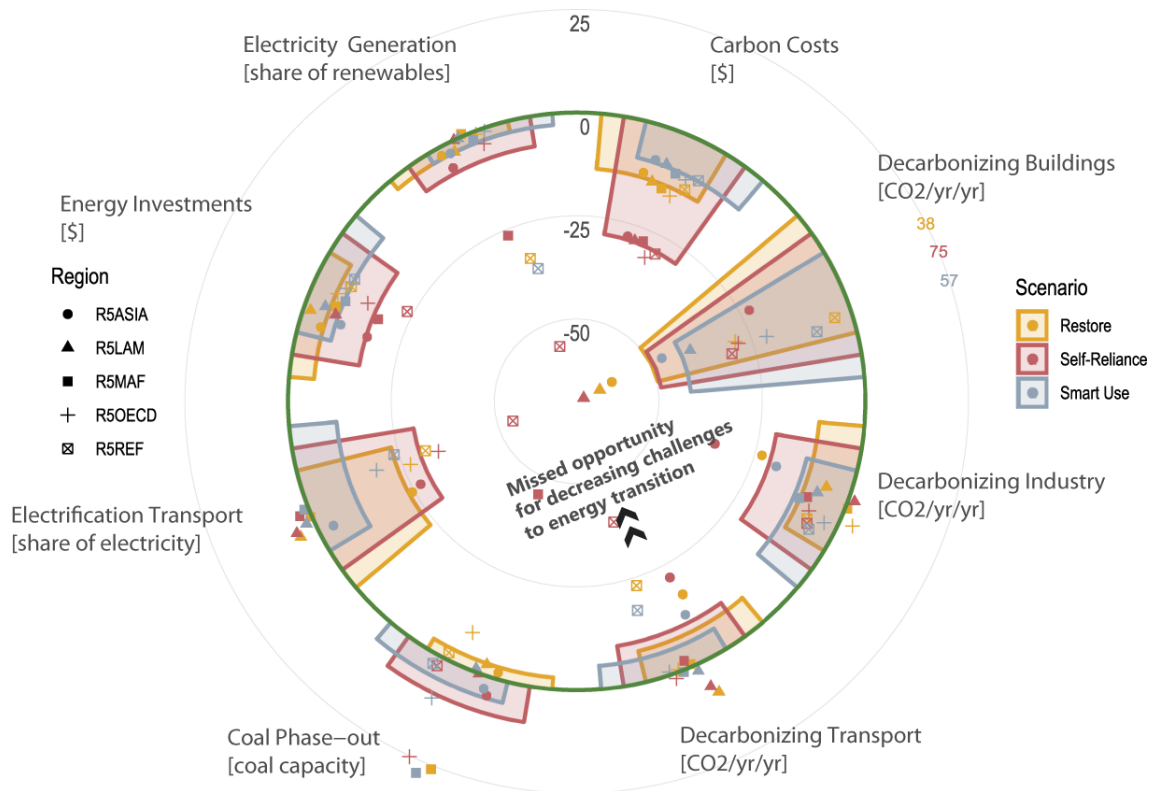 25
Electricity Generation
[share of renewables]
Carbon Costs
[$]
0
Decarbonizing Buildings
[CO2/yr/yr]
38
75
57
Energy Investments
[$]
-25
Region
R5ASIA
R5LAM
R5MAF
R5OECD
R5REF
Scenario
Restore
Self-Reliance
Smart Use
-50
Missed opportunity
for decreasing challenges
to energy transition
Decarbonizing Industry
[CO2/yr/yr]
Electrification Transport
[share of electricity]
Coal Phase–out
[coal capacity]
Decarbonizing Transport
[CO2/yr/yr]